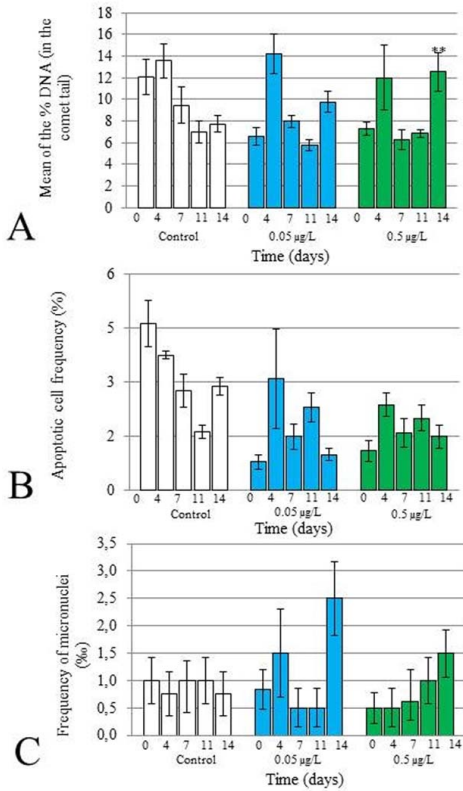 A
Mean of the % DNA (in the
comet tail)
18
16
14
12
10
8
6
4
2
0
**
0 4 7 11 14 0 4 7 11 14 0 4 7 11 14
Control 0.05 µg/L 0.5 µg/L
Time (days)
B
Apoptotic cell frequency (%)
6
5
3
2
0
0 4 7 11 14 0 4 7 11 14 0 4 7 11 14
Control 0.05 µg/L 0.5 µg/L
Time (days)
C
Frequency of micronuclei
(‰)
3,5
3,0
2,5
2,0
1,5
1,0
0,5
0,0
0 4 7 11 14 0 4 7 11 14 0 4 7 11 14
Control 0.05 µg/L 0.5 µg/L
Time (days)